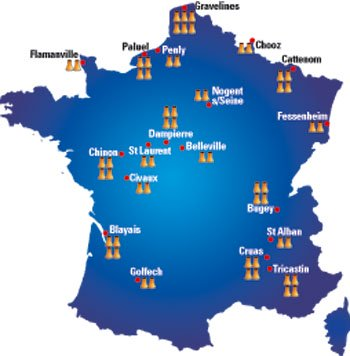 Gravelines
Paluel
Penly
Chooz
Flamanville
Cattenom
Nogent
s/Seine
Fessenheim
Dampierre
Belleville
St Laurent
Chinon
Civaux
Bugey
Blayais
St Alban
Cruas
Tricastin
Golfech